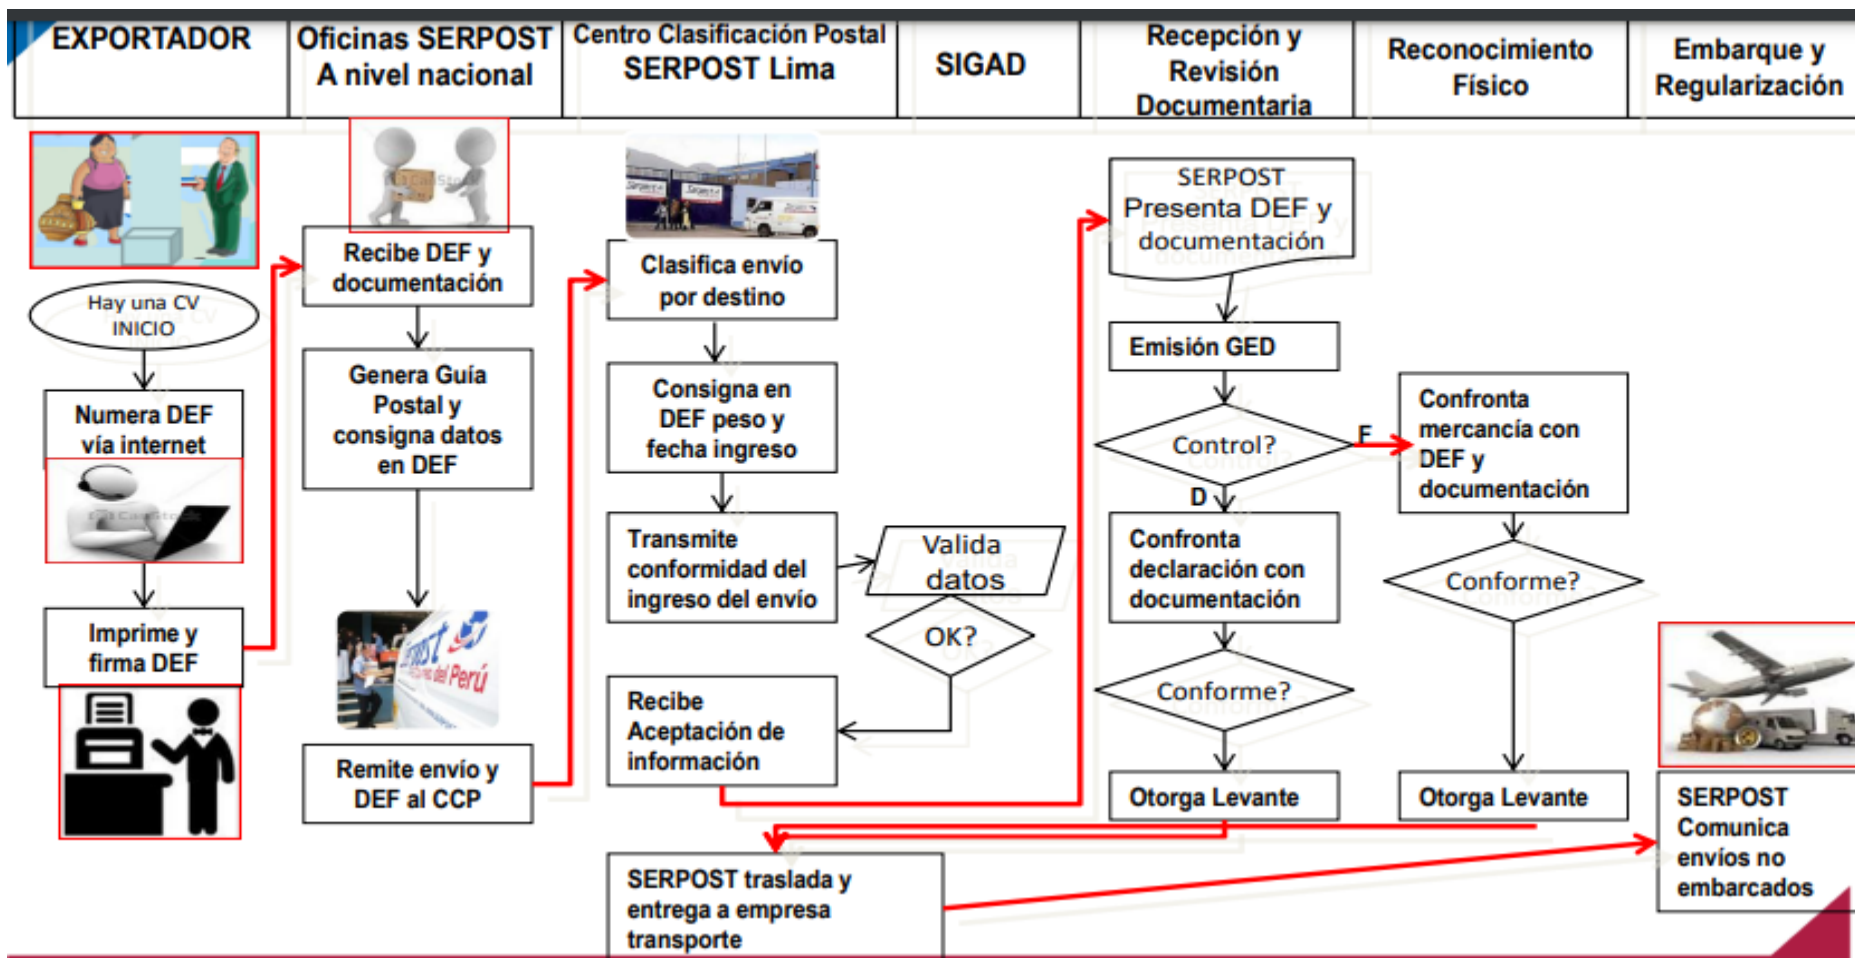 EXPORTADOR
Oficinas SERPOST
A nivel nacional
Centro Clasificación Postal
SERPOST Lima
SIGAD
Recepción y
Revisión
Documentaria
Reconocimiento
Físico
Embarque y
Regularización
Hay una CV
INICIO
Numera DEF
vía internet
Imprime y
firma DEF
Recibe DEF y
documentación
Genera Guía
Postal y
consigna datos
en DEF
Remite envío y
DEF al CCP
Clasifica envío
por destino
Consigna en
DEF peso y
fecha ingreso
Transmite
conformidad del
ingreso del envío
Valida
datos
OK?
Recibe
Aceptación de
información
SERPOST
Presenta DEF y
documentación
Emisión GED
Control?
F
D
Confronta
declaración con
documentación
Conforme?
Otorga Levante
Confronta
mercancía con
DEF y
documentación
Conforme?
Otorga Levante
SERPOST traslada y
entrega a empresa
transporte
SERPOST
Comunica
envíos no
embarcados